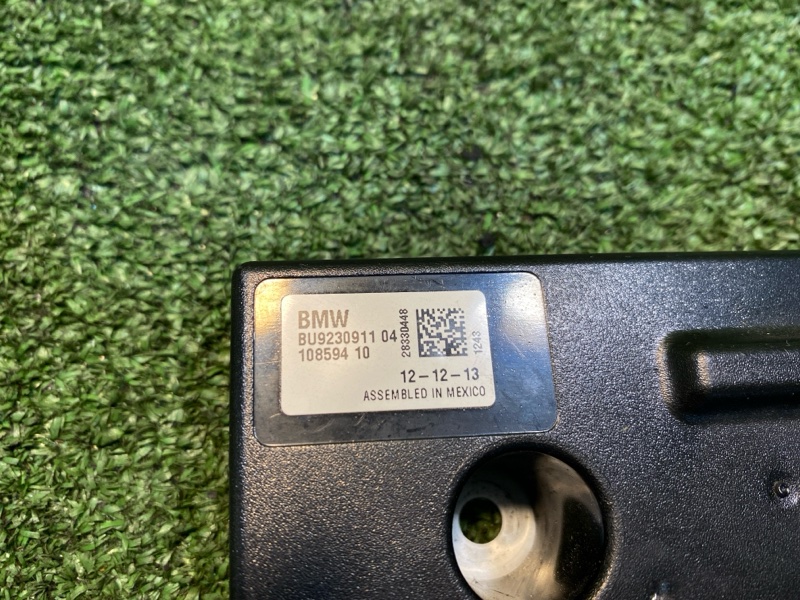 BMW
BU9230911 04
108594 10
28330448
1243
12-12-13
ASSEMBLED IN MEXICO